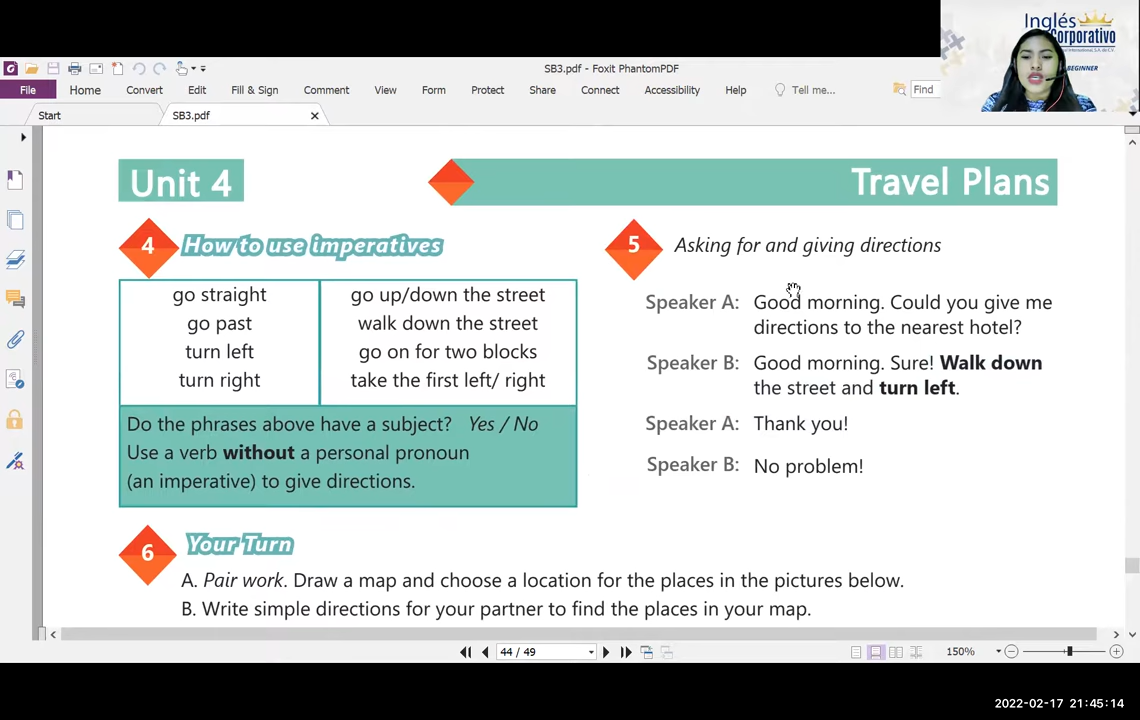 Inglés
Corporativo
BEGINNER
SB3.pdf - Foxit PhantomPDF
File Home Convert Edit Fill & Sign Comment View Form Protect Share Connect Accessibility Help Tell me... Find
Start SB3.pdf
Unit 4
Travel Plans
4 How to use imperatives
go straight
go past
turn left
turn right
go up/down the street
walk down the street
go on for two blocks
take the first left/ right
Do the phrases above have a subject? Yes / No
Use a verb without a personal pronoun
(an imperative) to give directions.
5 Asking for and giving directions
Speaker A: Good morning. Could you give me
directions to the nearest hotel?
Speaker B: Good morning. Sure! Walk down
the street and turn left.
Speaker A: Thank you!
Speaker B: No problem!
6 Your Turn
A. Pair work. Draw a map and choose a location for the places in the pictures below.
B. Write simple directions for your partner to find the places in your map.
44 / 49
150%
2022-02-17 21:45:14